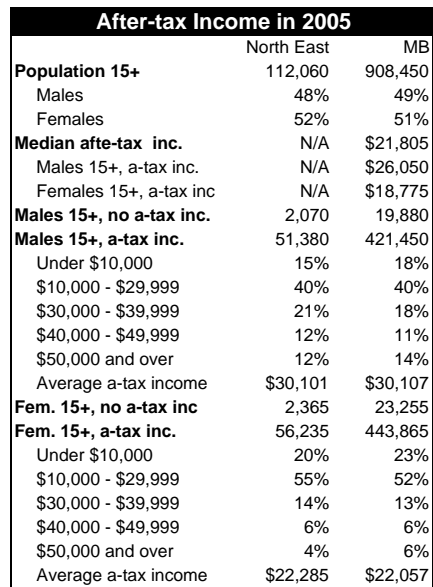 After-tax Income in 2005
North East MB
Population 15+ 112,060 908,450
Males 48% 49%
Females 52% 51%
Median afte-tax inc. N/A $21,805
Males 15+, a-tax inc. N/A $26,050
Females 15+, a-tax inc N/A $18,775
Males 15+, no a-tax inc. 2,070 19,880
Males 15+, a-tax inc. 51,380 421,450
Under $10,000 15% 18%
$10,000 - $29,999 40% 40%
$30,000 - $39,999 21% 18%
$40,000 - $49,999 12% 11%
$50,000 and over 12% 14%
Average a-tax income $30,101 $30,107
Fem. 15+, no a-tax inc 2,365 23,255
Fem. 15+, a-tax inc. 56,235 443,865
Under $10,000 20% 23%
$10,000 - $29,999 55% 52%
$30,000 - $39,999 14% 13%
$40,000 - $49,999 6% 6%
$50,000 and over 4% 6%
Average a-tax income $22,285 $22,057